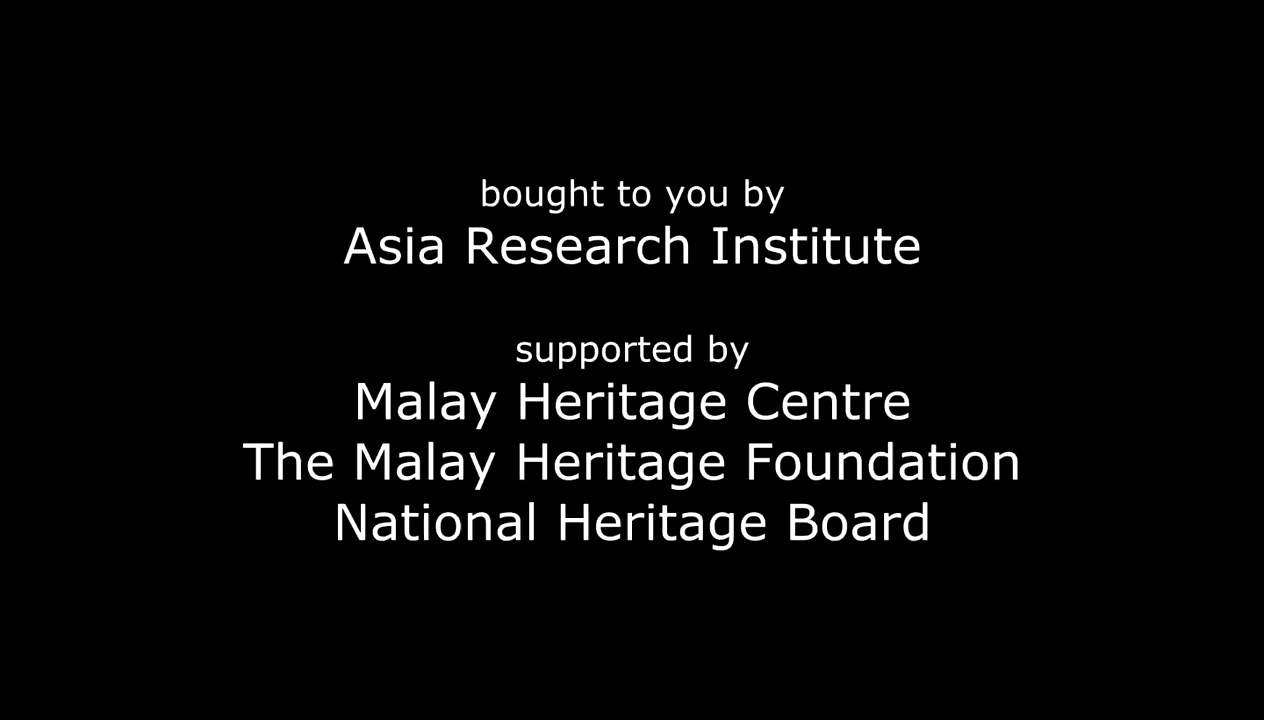 bought to you by
Asia Research Institute
supported by
Malay Heritage Centre
The Malay Heritage Foundation
National Heritage Board